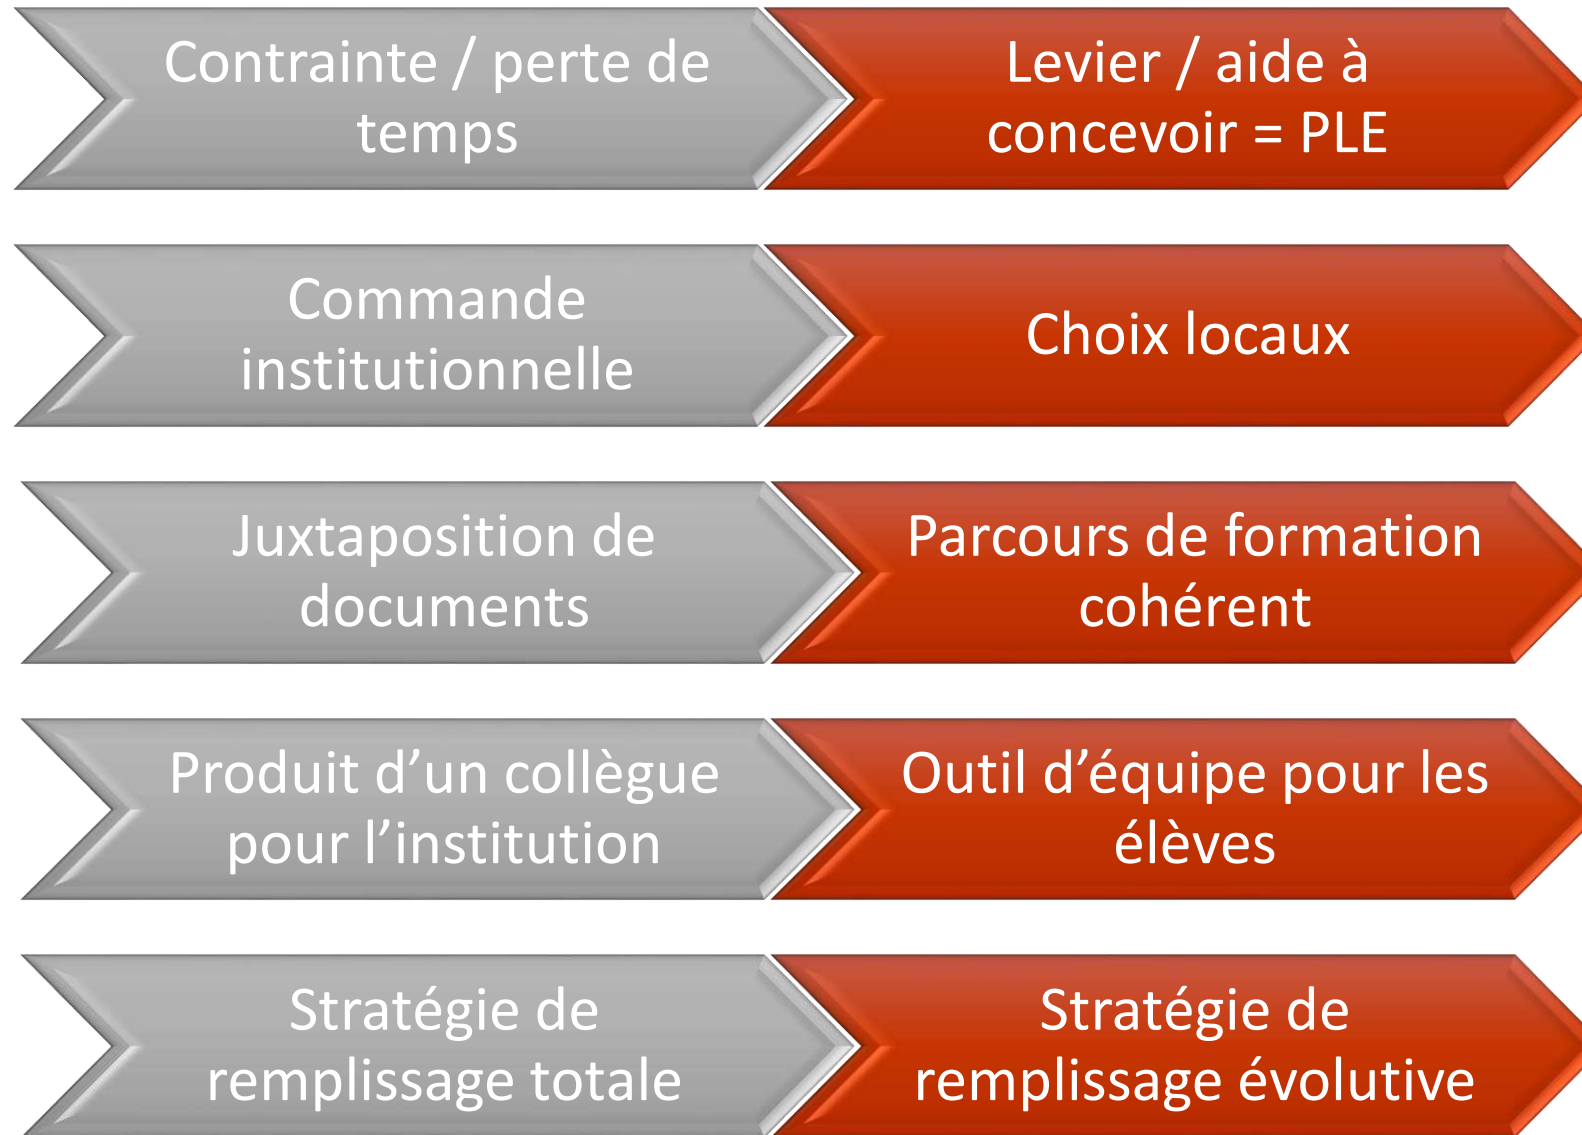 Contrainte / perte de
temps
Levier / aide à
concevoir = PLE
Commande
institutionnelle
Choix locaux
Juxtaposition de
documents
Parcours de formation
cohérent
Produit d’un collègue
pour l’institution
Outil d’équipe pour les
élèves
Stratégie de
remplissage totale
Stratégie de
remplissage évolutive